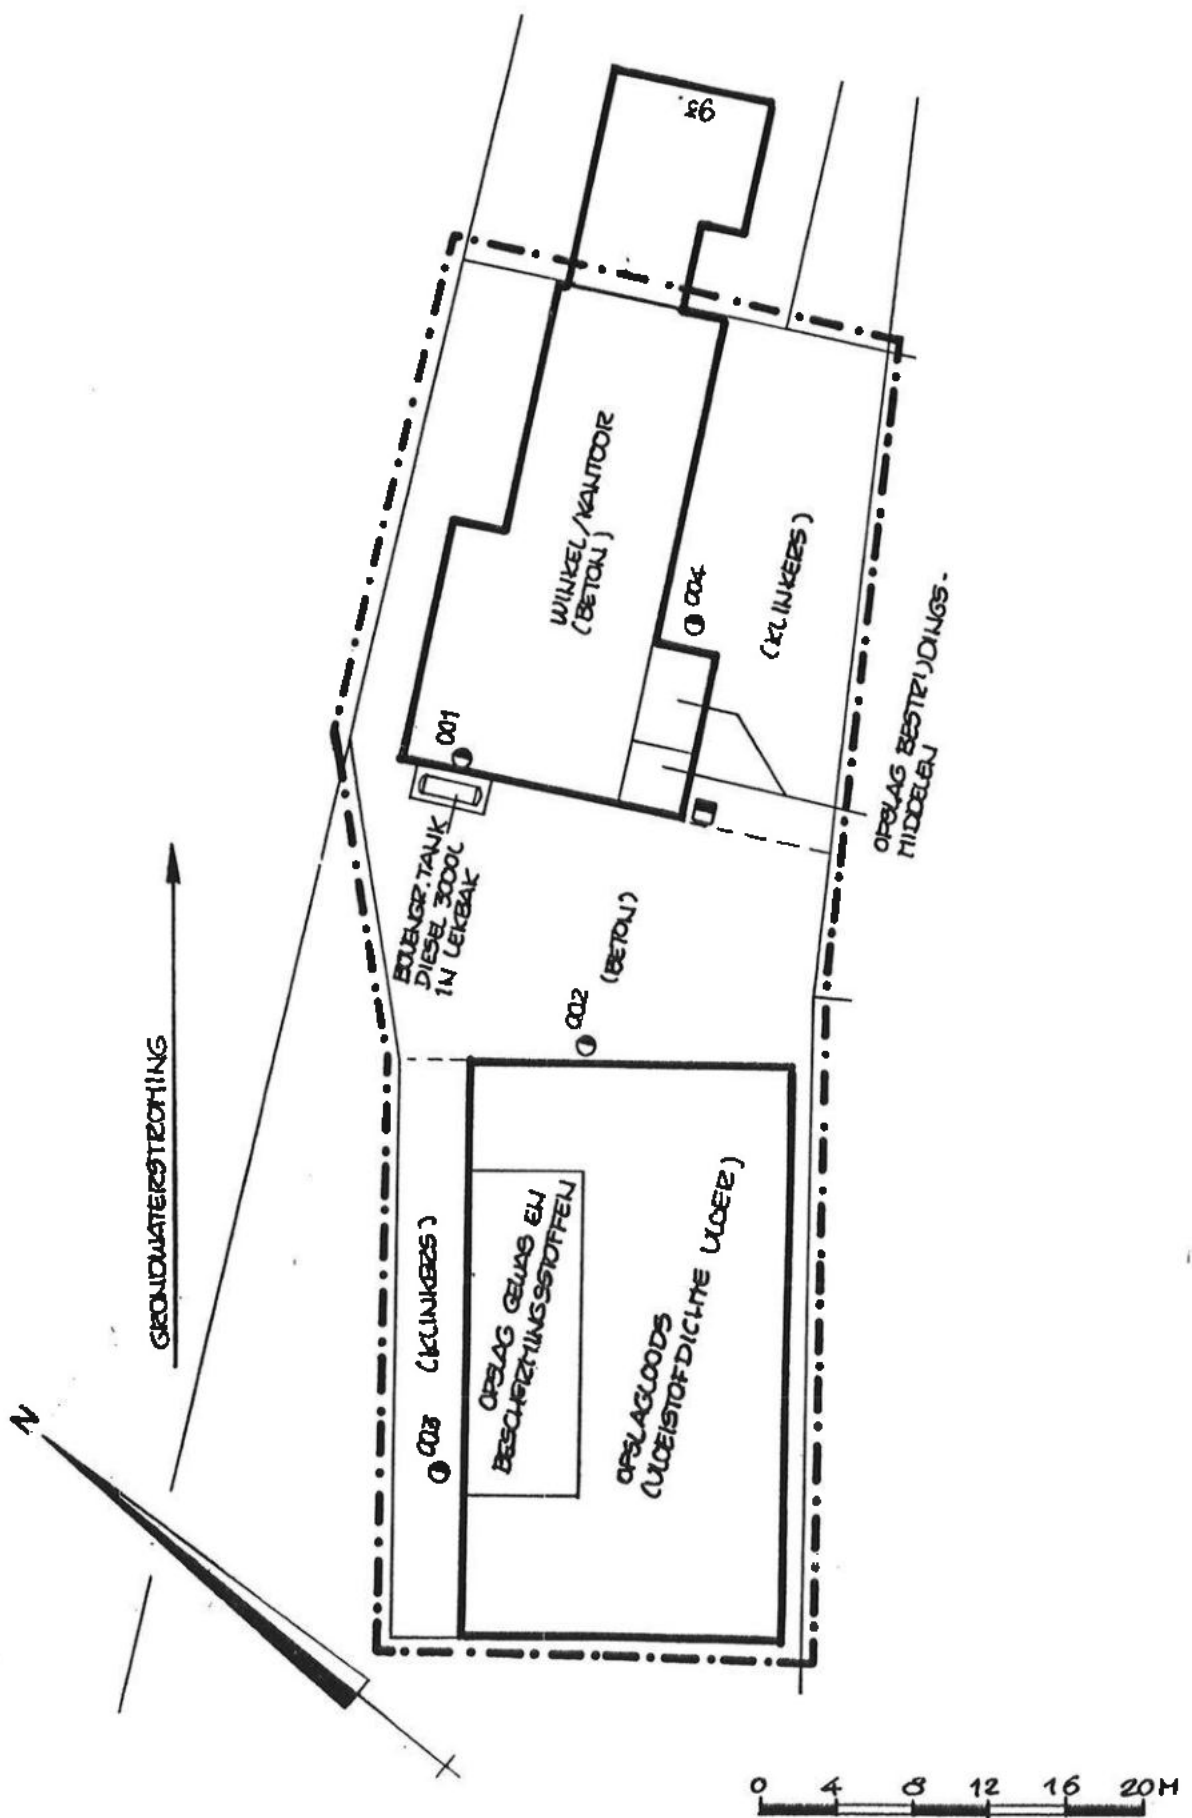 9a
WINKEL/KANTOOR
(BETON)
001
004
(KLINKERS)
BOVENGR. TANK
DIESEL 3000L
IN LEKBAK
OPSLAG BESTRIJDINGS-
MIDDELEN
(BETON)
002
GRONDWATERSTROMING
003 (KLINKERS)
OPSLAG GEWAS EN
BESCHERMINGSSTOFFEN
OPSLAGLOODS
(VLOEISTOFDICHTE VLOER)
N
0 4 8 12 16 20M